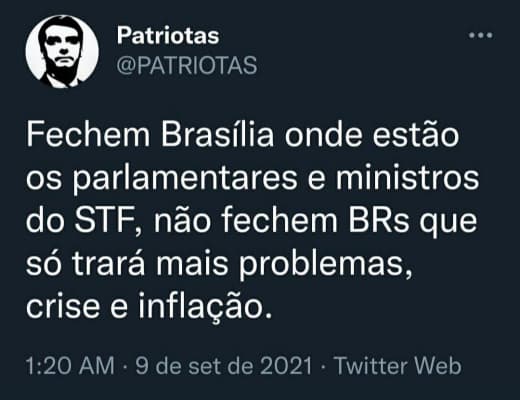 Patriotas
@PATRIOTAS
Fechem Brasília onde estão
os parlamentares e ministros
do STF, não fechem BRs que
só trará mais problemas,
crise e inflação.
1:20 AM · 9 de set de 2021 · Twitter Web